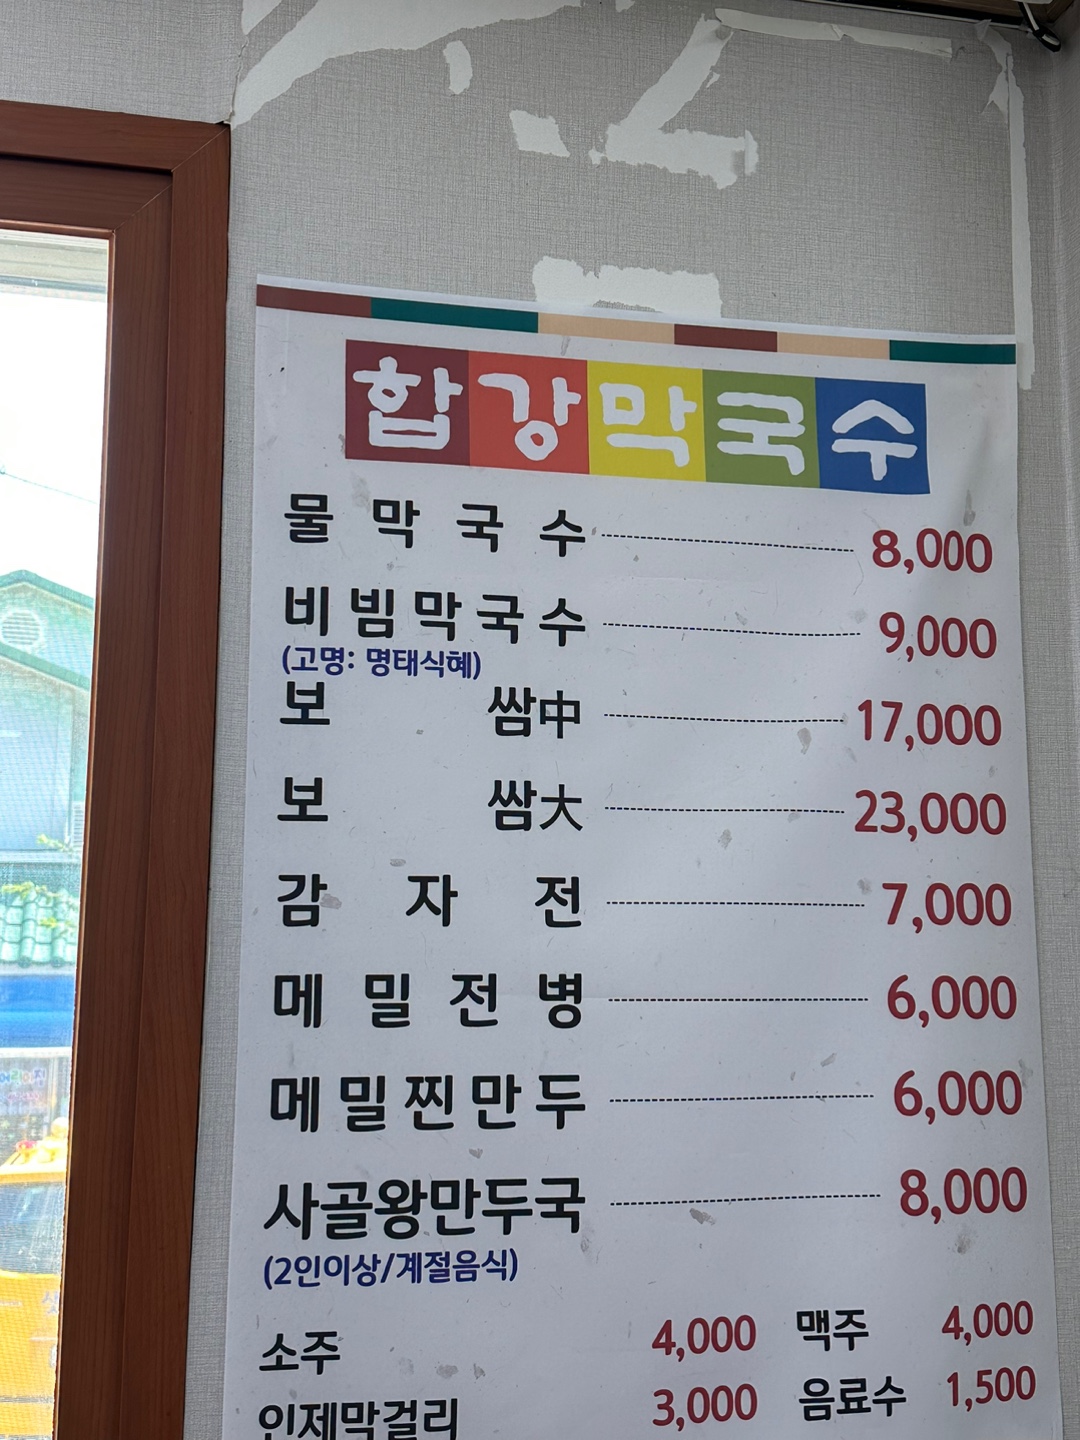 합강막국수
물막국수 8,000
비빔막국수 9,000
(고명: 명태식혜)
보쌈中 17,000
보쌈大 23,000
감자전 7,000
메밀전병 6,000
메밀찐만두 6,000
사골왕만두국 8,000
(2인이상/계절음식)
소주 4,000 맥주 4,000
인제막걸리 3,000 음료수 1,500